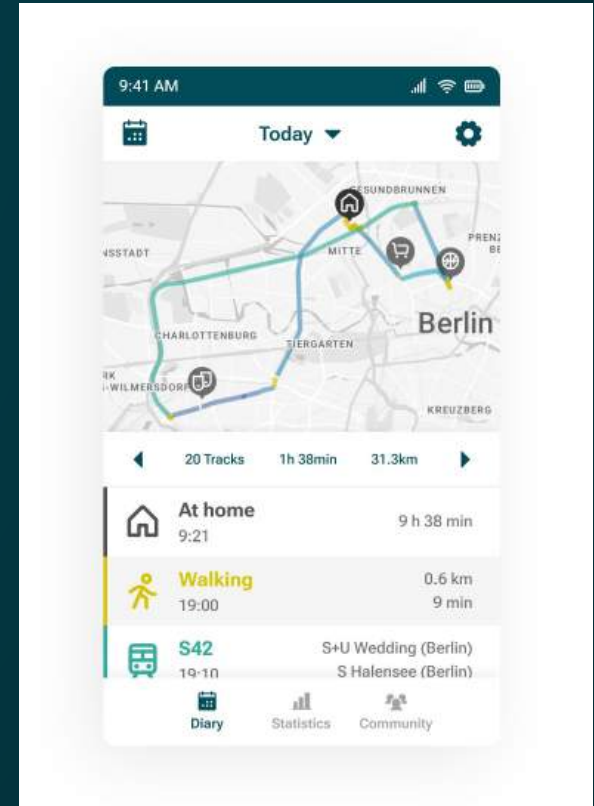 9:41 AM
Today
GESUNDBRUNNEN
MITTE
PRENZ
BE
NSSTADT
Berlin
CHARLOTTENBURG
TIERGARTEN
RK
-WILMERSDORF
KREUZBERG
20 Tracks 1h 38min 31.3km
At home
9:21
9 h 38 min
Walking
19:00
0.6 km
9 min
S42
19:10
S+U Wedding (Berlin)
S Halensee (Berlin)
Diary Statistics Community